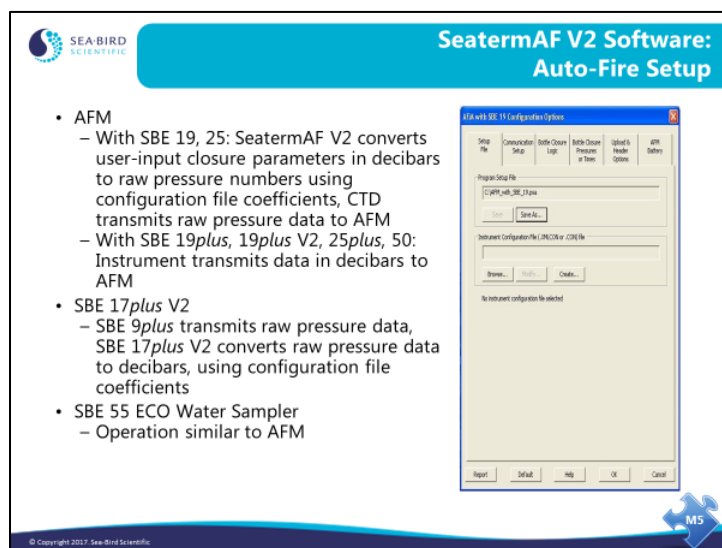 SEA·BIRD
SCIENTIFIC
SeatermAF V2 Software:
Auto-Fire Setup
• AFM
– With SBE 19, 25: SeatermAF V2 converts
user-input closure parameters in decibars
to raw pressure numbers using
configuration file coefficients, CTD
transmits raw pressure data to AFM
– With SBE 19plus, 19plus V2, 25plus, 50:
Instrument transmits data in decibars to
AFM
• SBE 17plus V2
– SBE 9plus transmits raw pressure data,
SBE 17plus V2 converts raw pressure data
to decibars, using configuration file
coefficients
• SBE 55 ECO Water Sampler
– Operation similar to AFM
AFM with SBE 19 Configuration Options
Setup File
Communication Setup
Bottle Closure Logic
Bottle Closure Pressures or Times
Upload & Header Options
AFM Battery
Program Setup File
C:\AFM_with_SBE_19.psa
Save
Save As...
Instrument Configuration File (.XMLCON or .CON) file
Browse...
Modify...
Create...
No instrument configuration file selected
Report
Default
Help
OK
Cancel
M5
© Copyright 2017. Sea-Bird Scientific